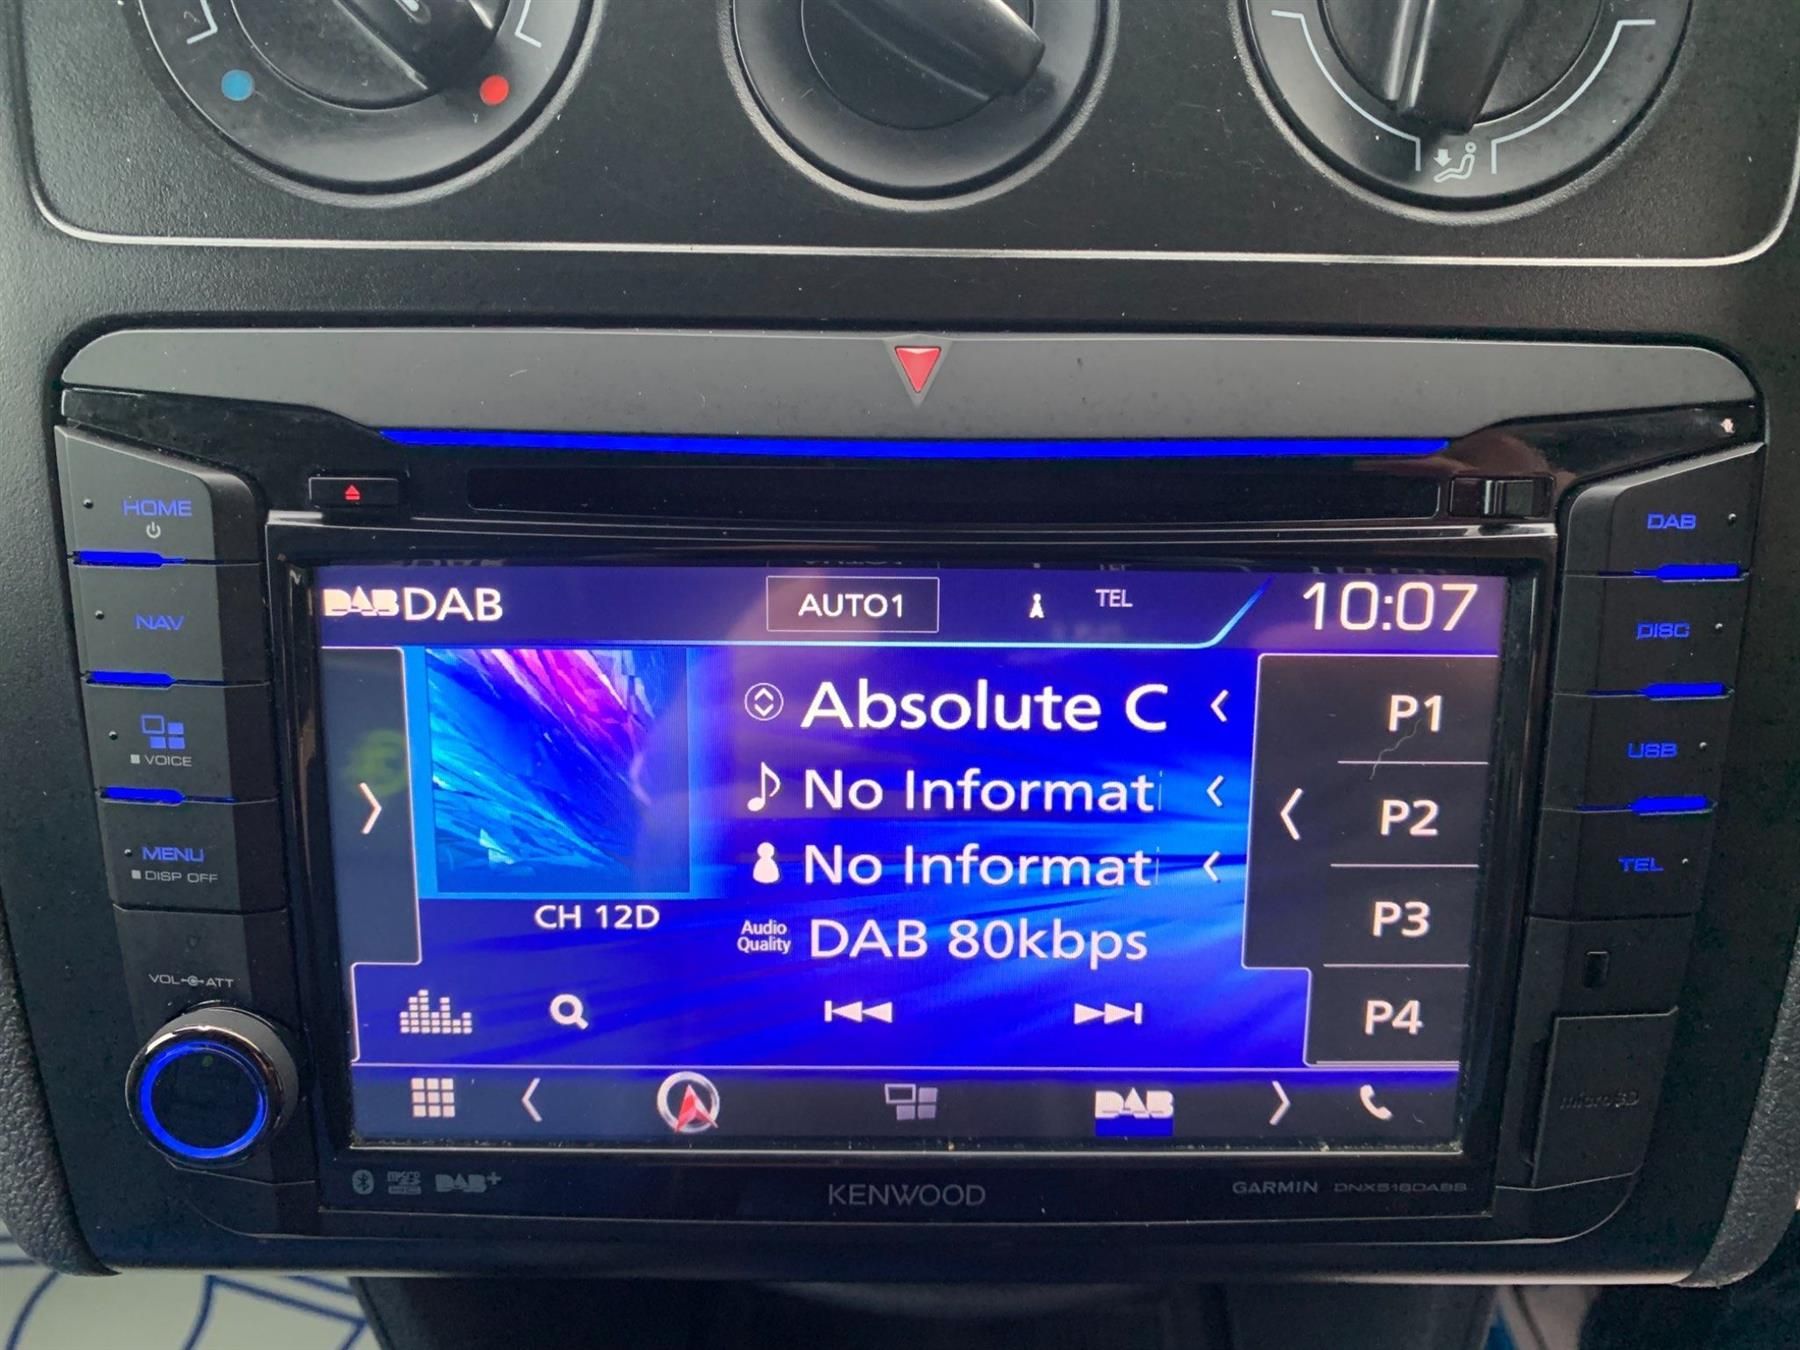 HOME
NAV
VOICE
MENU
DISP OFF
VOL ATT
DAB DAB
AUTO1
TEL
10:07
Absolute C
No Informat
No Informat
Audio Quality DAB 80kbps
CH 12D
P1
P2
P3
P4
DAB
DAB
DISC
USB
TEL
microSD
DAB+
KENWOOD
GARMIN